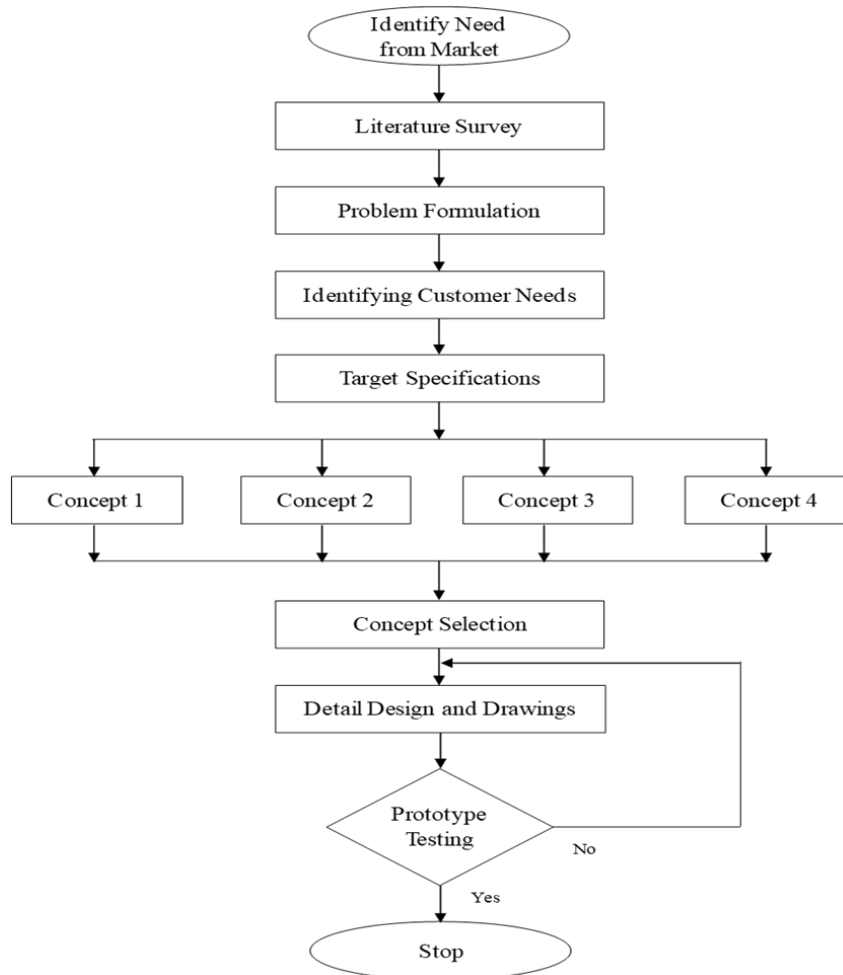 Identify Need
from Market
Literature Survey
Problem Formulation
Identifying Customer Needs
Target Specifications
Concept 1
Concept 2
Concept 3
Concept 4
Concept Selection
Detail Design and Drawings
Prototype
Testing
No
Yes
Stop